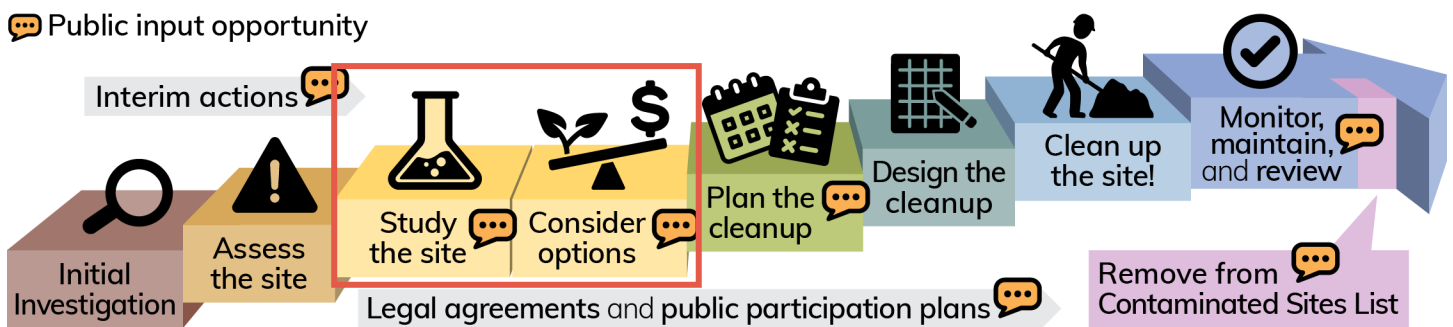 Public input opportunity
Interim actions
Initial
Investigation
Assess
the site
Study
the site
Consider
options
Plan the
cleanup
Design the
cleanup
Clean up
the site!
Monitor,
maintain,
and review
Legal agreements and public participation plans
Remove from
Contaminated Sites List